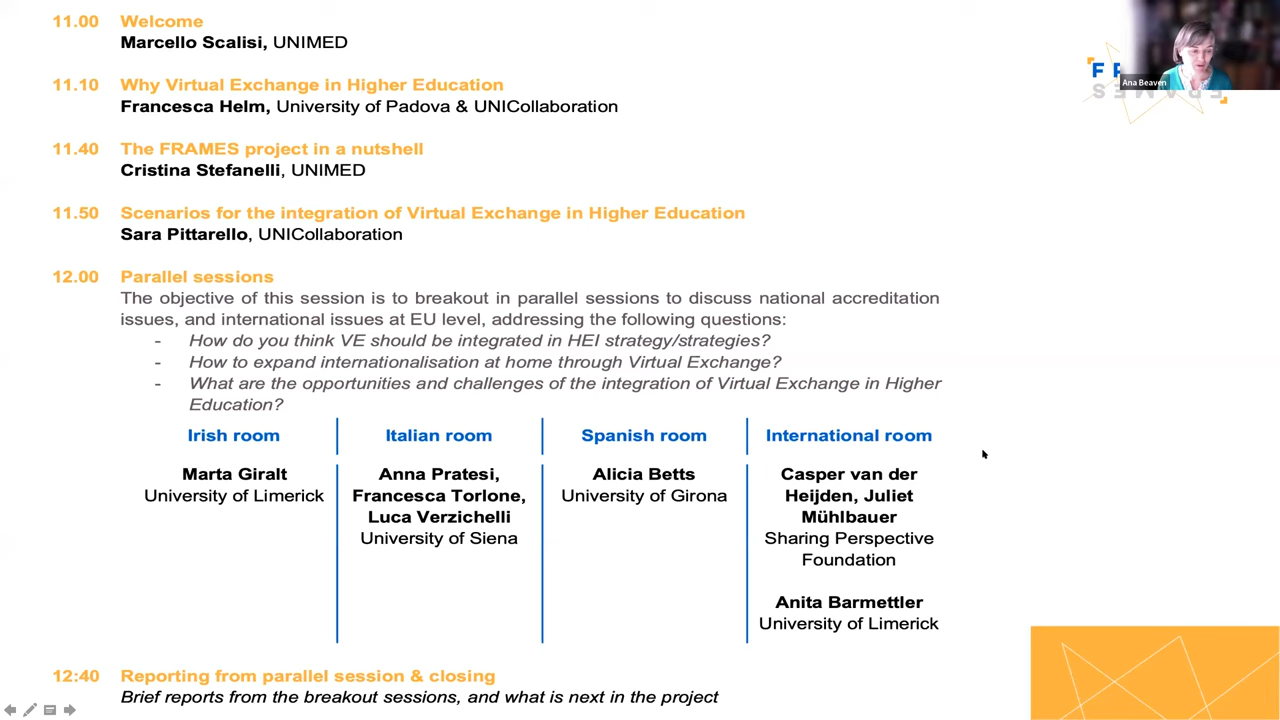 11.00 Welcome
Marcello Scalisi, UNIMED
11.10 Why Virtual Exchange in Higher Education
Francesca Helm, University of Padova & UNICollaboration
11.40 The FRAMES project in a nutshell
Cristina Stefanelli, UNIMED
11.50 Scenarios for the integration of Virtual Exchange in Higher Education
Sara Pittarello, UNICollaboration
12.00 Parallel sessions
The objective of this session is to breakout in parallel sessions to discuss national accreditation
issues, and international issues at EU level, addressing the following questions:
- How do you think VE should be integrated in HEI strategy/strategies?
- How to expand internationalisation at home through Virtual Exchange?
- What are the opportunities and challenges of the integration of Virtual Exchange in Higher
Education?
Irish room
Marta Giralt
University of Limerick
Italian room
Anna Pratesi,
Francesca Torlone,
Luca Verzichelli
University of Siena
Spanish room
Alicia Betts
University of Girona
International room
Casper van der
Heijden, Juliet
Mühlbauer
Sharing Perspective
Foundation
Anita Barmettler
University of Limerick
12:40 Reporting from parallel session & closing
Brief reports from the breakout sessions, and what is next in the project
Ana Beaven